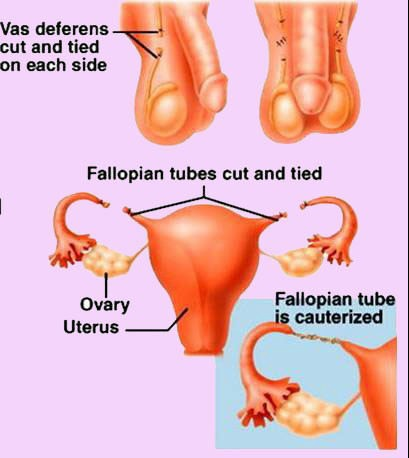 Vas deferens
cut and tied
on each side
Fallopian tubes cut and tied
Ovary
Uterus
Fallopian tube
is cauterized